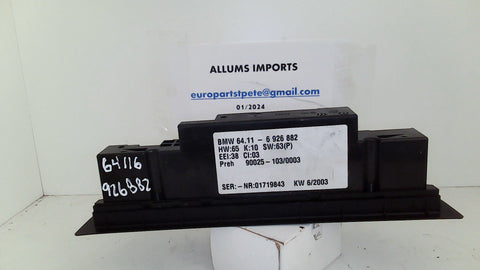 ALLUMS IMPORTS
europartstpete@gmail.com
01/2024
BMW 64.11 - 6 926 882
HW:65 K:10 SW:63(P)
EEI:38 CI:03
Preh 90025-103/0003
SER:-NR:01719843 KW 6/2003
64116
926882